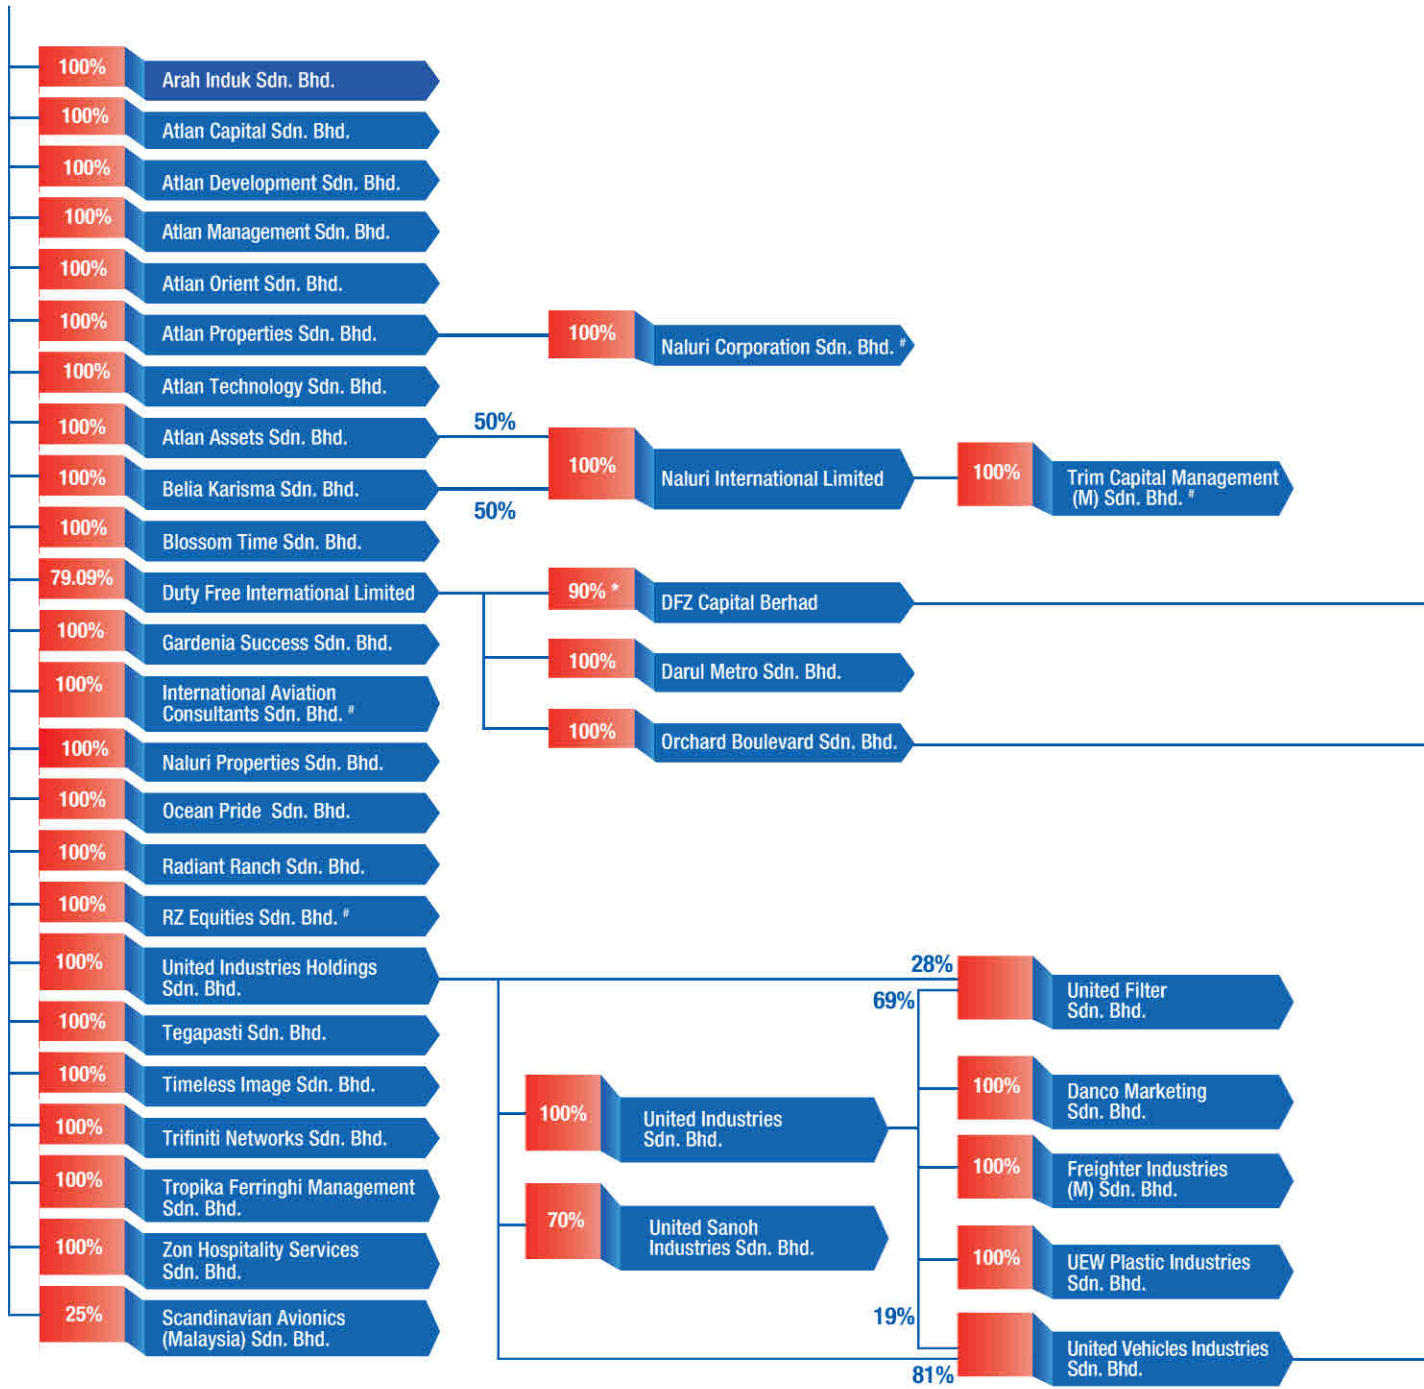 100%
Arah Induk Sdn. Bhd.
100%
Atlan Capital Sdn. Bhd.
100%
Atlan Development Sdn. Bhd.
100%
Atlan Management Sdn. Bhd.
100%
Atlan Orient Sdn. Bhd.
100%
Atlan Properties Sdn. Bhd.
100%
Naluri Corporation Sdn. Bhd. #
100%
Atlan Technology Sdn. Bhd.
100%
Atlan Assets Sdn. Bhd.
50%
100%
Belia Karisma Sdn. Bhd.
50%
100%
Naluri International Limited
100%
Trim Capital Management
(M) Sdn. Bhd. #
100%
Blossom Time Sdn. Bhd.
79.09%
Duty Free International Limited
90% *
DFZ Capital Berhad
100%
Darul Metro Sdn. Bhd.
100%
Orchard Boulevard Sdn. Bhd.
100%
Gardenia Success Sdn. Bhd.
100%
International Aviation
Consultants Sdn. Bhd. #
100%
Naluri Properties Sdn. Bhd.
100%
Ocean Pride Sdn. Bhd.
100%
Radiant Ranch Sdn. Bhd.
100%
RZ Equities Sdn. Bhd. #
100%
United Industries Holdings
Sdn. Bhd.
28%
69%
United Filter
Sdn. Bhd.
100%
United Industries
Sdn. Bhd.
100%
Danco Marketing
Sdn. Bhd.
100%
Freighter Industries
(M) Sdn. Bhd.
70%
United Sanoh
Industries Sdn. Bhd.
100%
UEW Plastic Industries
Sdn. Bhd.
19%
81%
United Vehicles Industries
Sdn. Bhd.
100%
Tegapasti Sdn. Bhd.
100%
Timeless Image Sdn. Bhd.
100%
Trifiniti Networks Sdn. Bhd.
100%
Tropika Ferringhi Management
Sdn. Bhd.
100%
Zon Hospitality Services
Sdn. Bhd.
25%
Scandinavian Avionics
(Malaysia) Sdn. Bhd.